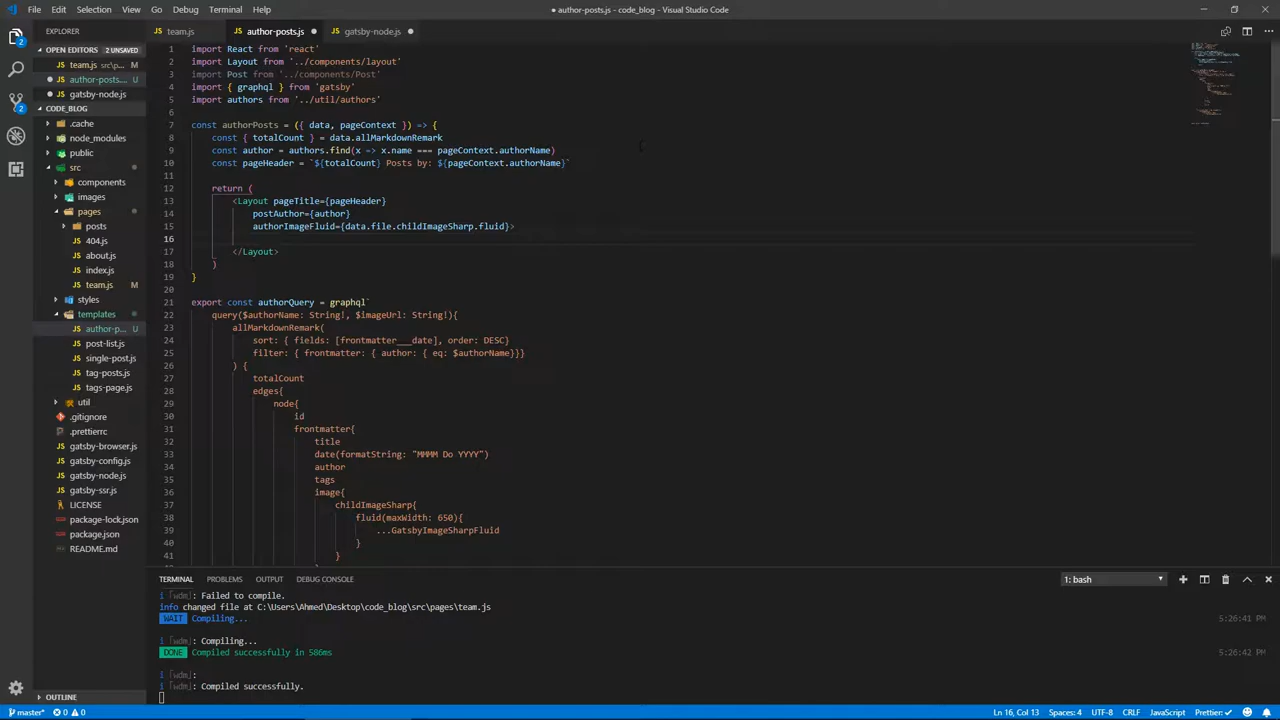 File Edit Selection View Go Debug Terminal Help
● author-posts.js - code_blog - Visual Studio Code
EXPLORER
OPEN EDITORS 2 UNSAVED
team.js src\p...
author-posts.... U
gatsby-node.js
CODE_BLOG
.cache
node_modules
public
src
components
images
pages
posts
404.js
about.js
index.js
team.js M
styles
templates
author-p... U
post-list.js
single-post.js
tag-posts.js
tags-page.js
util
.gitignore
.prettierrc
gatsby-browser.js
gatsby-config.js
gatsby-node.js
gatsby-ssr.js
LICENSE
package-lock.json
package.json
README.md
OUTLINE
team.js
author-posts.js
gatsby-node.js
1 import React from 'react'
2 import Layout from '../components/layout'
3 import Post from '../components/Post'
4 import { graphql } from 'gatsby'
5 import authors from '../util/authors'
6
7 const authorPosts = ({ data, pageContext }) => {
8 const { totalCount } = data.allMarkdownRemark
9 const author = authors.find(x => x.name === pageContext.authorName)
10 const pageHeader = `${totalCount} Posts by: ${pageContext.authorName}`
11
12 return (
13 <Layout pageTitle={pageHeader}
14 postAuthor={author}
15 authorImageFluid={data.file.childImageSharp.fluid}>
16
17 </Layout>
18 )
19 }
20
21 export const authorQuery = graphql`
22 query($authorName: String!, $imageUrl: String!){
23 allMarkdownRemark(
24 sort: { fields: [frontmatter___date], order: DESC}
25 filter: { frontmatter: { author: { eq: $authorName}}}
26 ) {
27 totalCount
28 edges{
29 node{
30 id
31 frontmatter{
32 title
33 date(formatString: "MMMM Do YYYY")
34 author
35 tags
36 image{
37 childImageSharp{
38 fluid(maxWidth: 650){
39 ...GatsbyImageSharpFluid
40 }
41 }
TERMINAL PROBLEMS OUTPUT DEBUG CONSOLE
1: bash
i ｢wdm｣: Failed to compile.
info changed file at C:\Users\Ahmed\Desktop\code_blog\src\pages\team.js
WAIT Compiling... 5:26:41 PM
i ｢wdm｣: Compiling...
DONE Compiled successfully in 586ms 5:26:42 PM
i ｢wdm｣:
i ｢wdm｣: Compiled successfully.
master* 0 0
Ln 16, Col 13 Spaces: 4 UTF-8 CRLF JavaScript Prettier: ✓